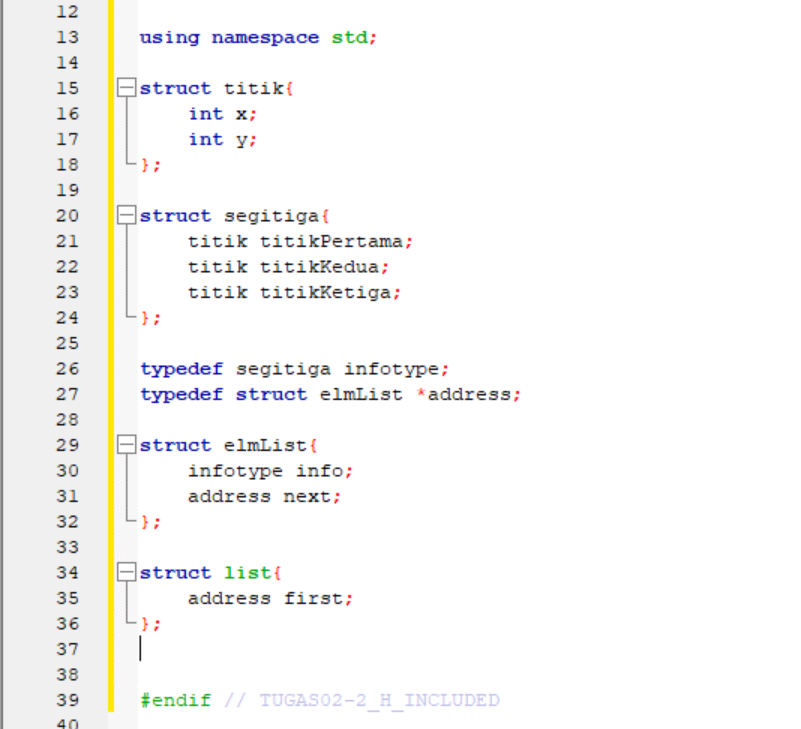 12
13 using namespace std;
14
15 struct titik{
16     int x;
17     int y;
18 };
19
20 struct segitiga{
21     titik titikPertama;
22     titik titikKedua;
23     titik titikKetiga;
24 };
25
26 typedef segitiga infotype;
27 typedef struct elmList *address;
28
29 struct elmList{
30     infotype info;
31     address next;
32 };
33
34 struct list{
35     address first;
36 };
37
38
39 #endif // TUGAS02-2_H_INCLUDED
40